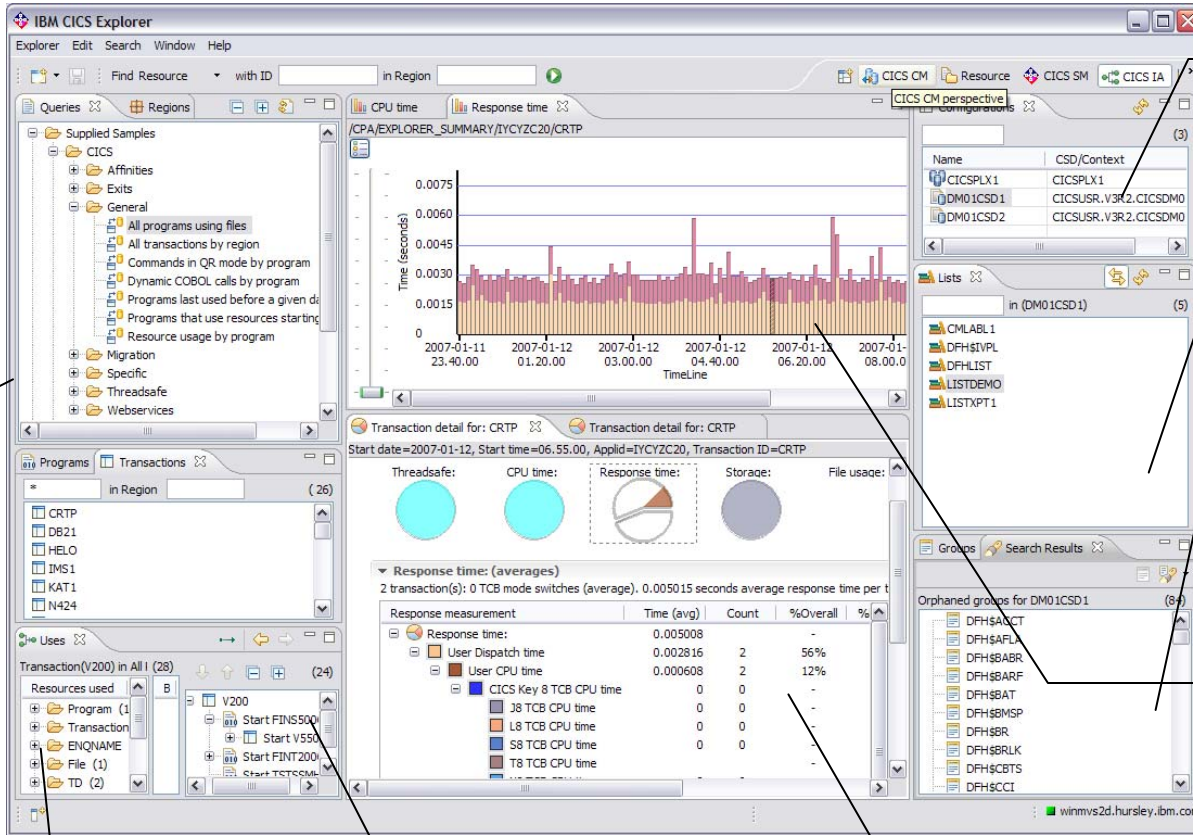 IBM CICS Explorer
Explorer Edit Search Window Help
Find Resource with ID in Region
CICS CM Resource CICS SM CICS IA
CICS CM perspective
Queries Regions
Supplied Samples
CICS
Affinities
Exits
General
All programs using files
All transactions by region
Commands in QR mode by program
Dynamic COBOL calls by program
Programs last used before a given da
Programs that use resources starting
Resource usage by program
Migration
Specific
Threadsafe
Webservices
Programs Transactions
* in Region (26)
CRTP
DB21
HELO
IMS1
KAT1
N424
Uses
Transaction(V200) in All (28)
Resources used B
Program (1
Transaction
ENQNAME
File (1)
TD (2)
(24)
V200
Start FINS500
Start V550
Start FINT200
CPU time Response time
/CPA/EXPLORER_SUMMARY/IYCYZC20/CRTP
Time (seconds)
0.0075
0.0060
0.0045
0.0030
0.0015
0
2007-01-11 2007-01-12 2007-01-12 2007-01-12 2007-01-12 2007-01-
23.40.00 01.20.00 03.00.00 04.40.00 06.20.00 08.00.0
TimeLine
Transaction detail for: CRTP Transaction detail for: CRTP
Start date=2007-01-12, Start time=06.55.00, Applid=IYCYZC20, Transaction ID=CRTP
Threadsafe: CPU time: Response time: Storage: File usage:
Response time: (averages)
2 transaction(s): 0 TCB mode switches (average). 0.005015 seconds average response time per t
Response measurement Time (avg) Count %Overall %
Response time: 0.005008 -
User Dispatch time 0.002816 2 56%
User CPU time 0.000608 2 12%
CICS Key 8 TCB CPU time 0 0 -
J8 TCB CPU time 0 0 -
L8 TCB CPU time 0 0 -
S8 TCB CPU time 0 0 -
T8 TCB CPU time -
Configurations
(3)
Name CSD/Context
CICSPLX1 CICSPLX1
DM01CSD1 CICSUSR.V3R2.CICSDM0
DM01CSD2 CICSUSR.V3R2.CICSDM0
Lists
in (DM01CSD1) (5)
CMLABL1
DFH$IVPL
DFHLIST
LISTDEMO
LISTXPT1
Groups Search Results
Orphaned groups for DM01CSD1 (84)
DFH$ACCT
DFH$AFLA
DFH$BABR
DFH$BARF
DFH$BAT
DFH$BMSP
DFH$BR
DFH$BRLK
DFH$CBTS
DFH$CCI
winmvs2d.hursley.ibm.com